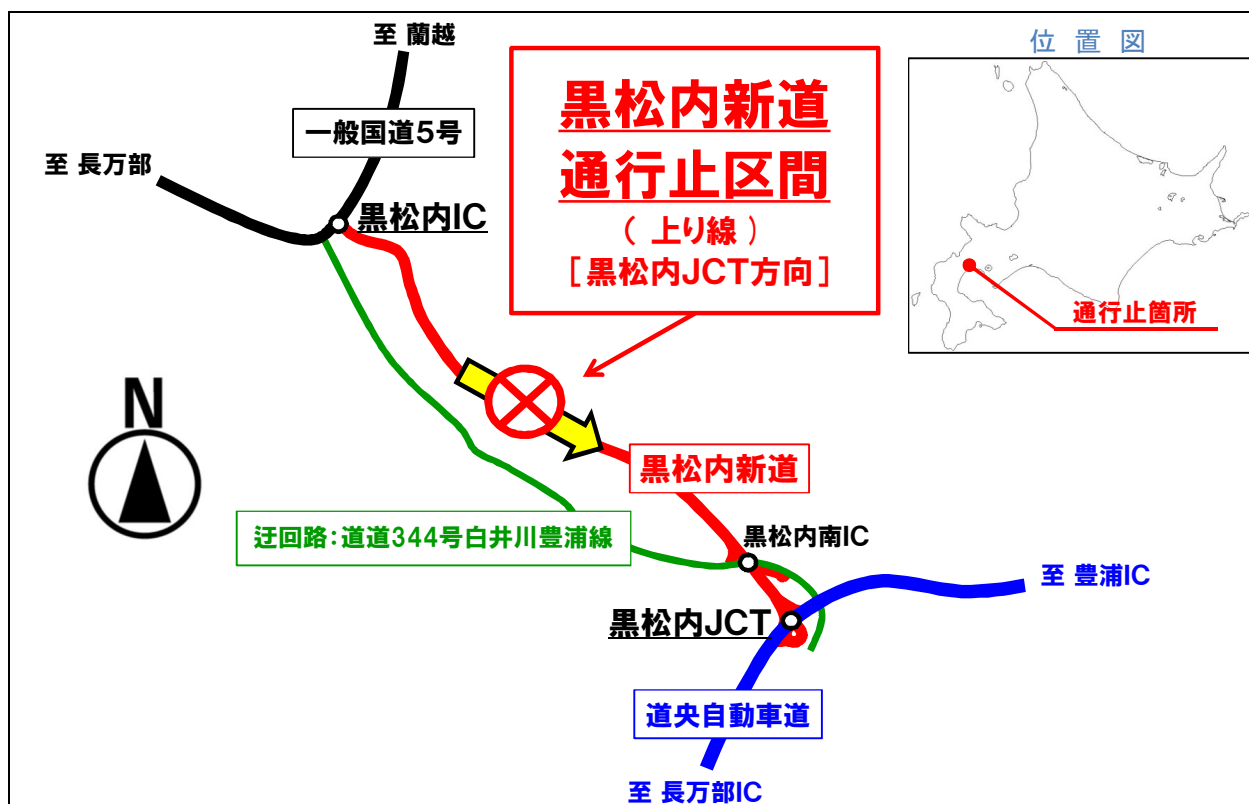 至 蘭越
一般国道5号
至 長万部
黒松内IC
黒松内新道
通行止区間
( 上り線 )
[黒松内JCT方向]
位 置 図
通行止箇所
N
黒松内新道
迂回路:道道344号白井川豊浦線
黒松内南IC
至 豊浦IC
黒松内JCT
道央自動車道
至 長万部IC